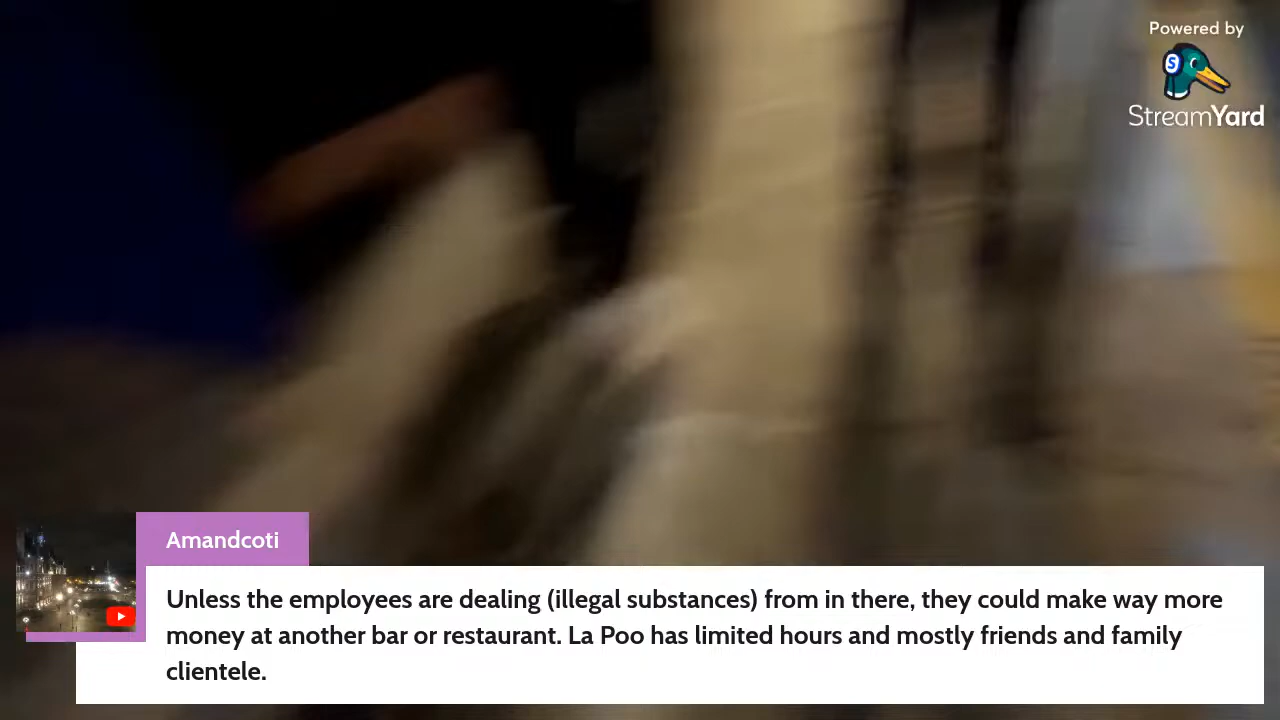 Powered by
StreamYard
Amandcoti
Unless the employees are dealing (illegal substances) from in there, they could make way more
money at another bar or restaurant. La Poo has limited hours and mostly friends and family
clientele.